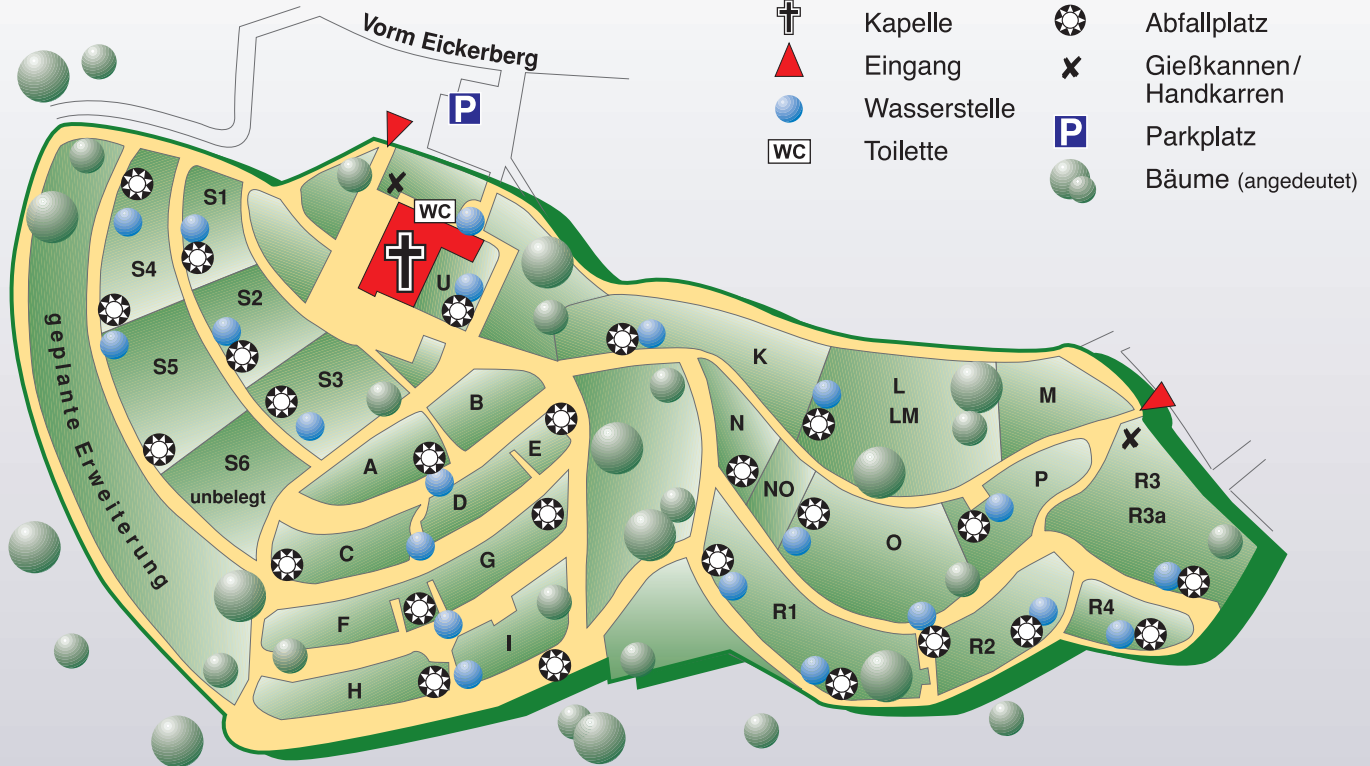 Vorm Eickerberg
P
Kapelle
Eingang
Wasserstelle
WC
Toilette
Abfallplatz
Gießkannen/
Handkarren
P
Parkplatz
Bäume (angedeutet)
S1
WC
S4
S2
U
geplante Erweiterung
S5
S3
K
L
LM
M
B
N
A
E
S6
unbelegt
D
NO
P
R3
R3a
C
G
O
F
I
H
R1
R2
R4